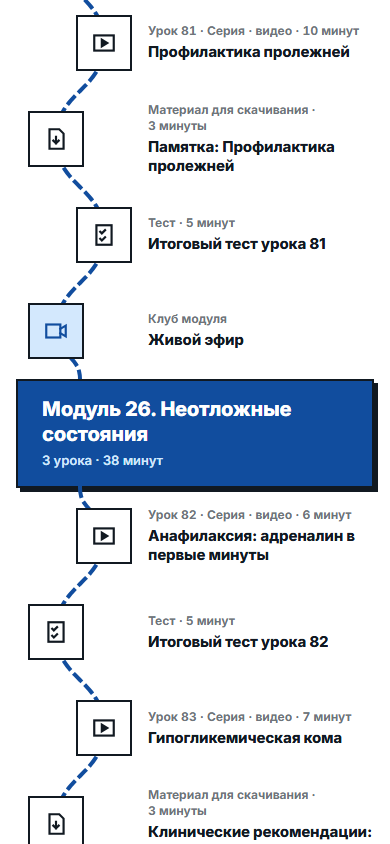 Урок 81 · Серия · видео · 10 минут
Профилактика пролежней
Материал для скачивания ·
3 минуты
Памятка: Профилактика
пролежней
Тест · 5 минут
Итоговый тест урока 81
Клуб модуля
Живой эфир
Модуль 26. Неотложные
состояния
3 урока · 38 минут
Урок 82 · Серия · видео · 6 минут
Анафилаксия: адреналин в
первые минуты
Тест · 5 минут
Итоговый тест урока 82
Урок 83 · Серия · видео · 7 минут
Гипогликемическая кома
Материал для скачивания ·
3 минуты
Клинические рекомендации: